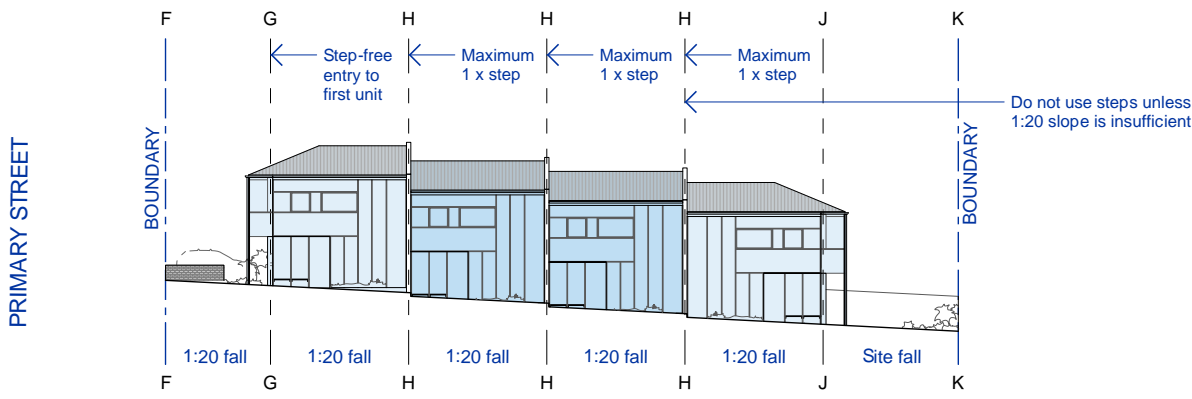 F G H H H J K
Step-free
entry to
first unit
Maximum
1 x step
Maximum
1 x step
Maximum
1 x step
Do not use steps unless
1:20 slope is insufficient
PRIMARY STREET
BOUNDARY
BOUNDARY
1:20 fall 1:20 fall 1:20 fall 1:20 fall 1:20 fall Site fall
F G H H H J K